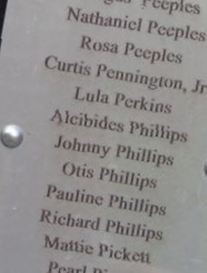 Peeples
Nathaniel Peeples
Rosa Peeples
Curtis Pennington, Jr
Lula Perkins
Alcibides Phillips
Johnny Phillips
Otis Phillips
Pauline Phillips
Richard Phillips
Mattie Pickett
Pearl